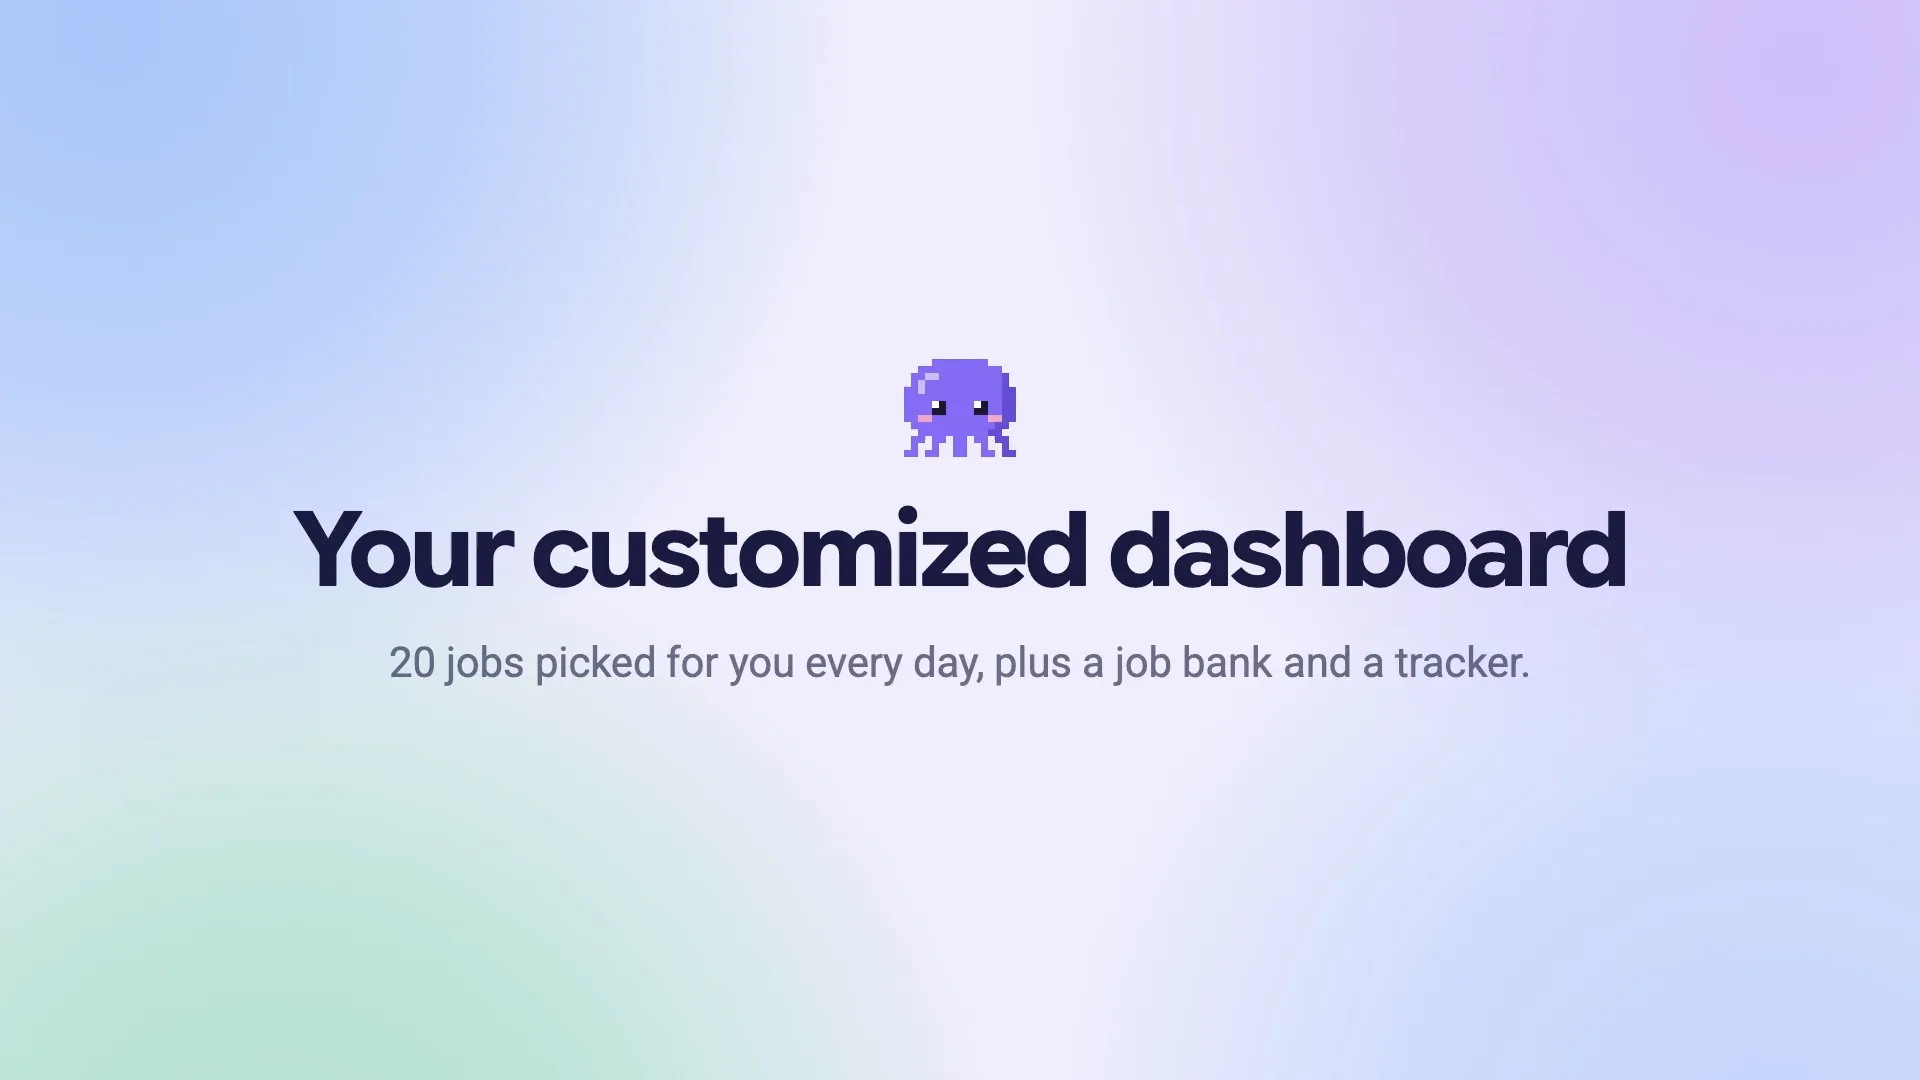 Your customized dashboard
20 jobs picked for you every day, plus a job bank and a tracker.